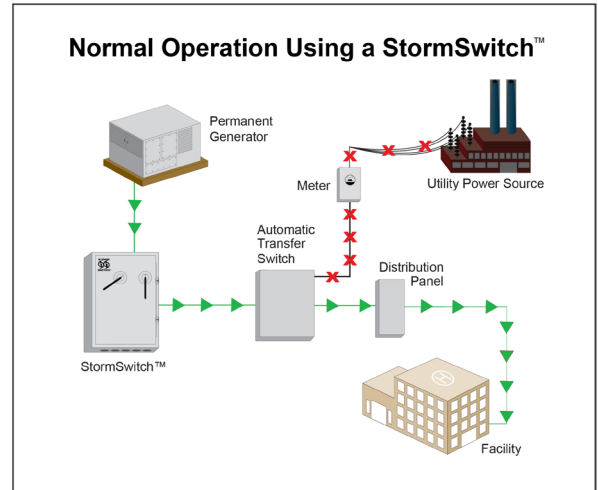 Normal Operation Using a StormSwitch™
Permanent
Generator
Meter
Utility Power Source
Automatic
Transfer
Switch
Distribution
Panel
StormSwitch™
H
Facility